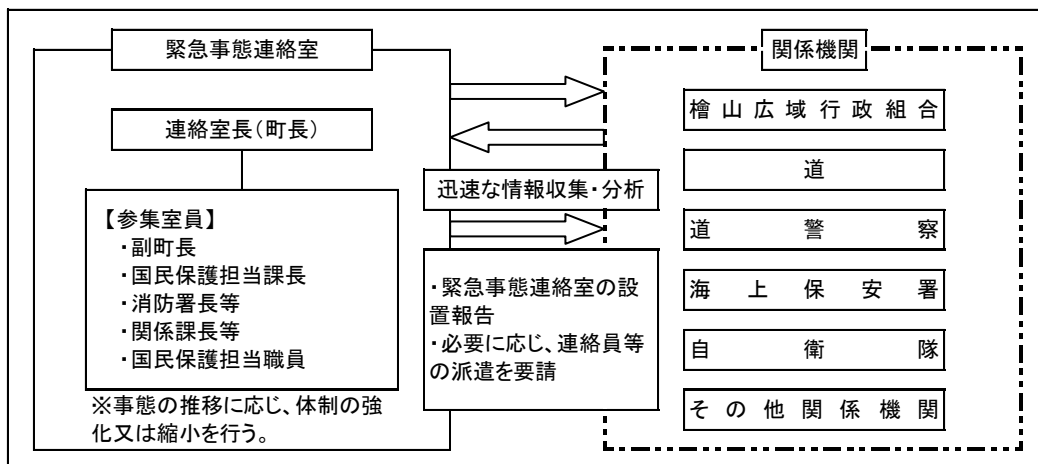 緊急事態連絡室
連絡室長(町長)
【参集室員】
・副町長
・国民保護担当課長
・消防署長等
・関係課長等
・国民保護担当職員
※事態の推移に応じ、体制の強
化又は縮小を行う。
迅速な情報収集・分析
・緊急事態連絡室の設
置報告
・必要に応じ、連絡員等
の派遣を要請
関係機関
檜山広域行政組合
道
道警察
海上保安署
自衛隊
その他関係機関